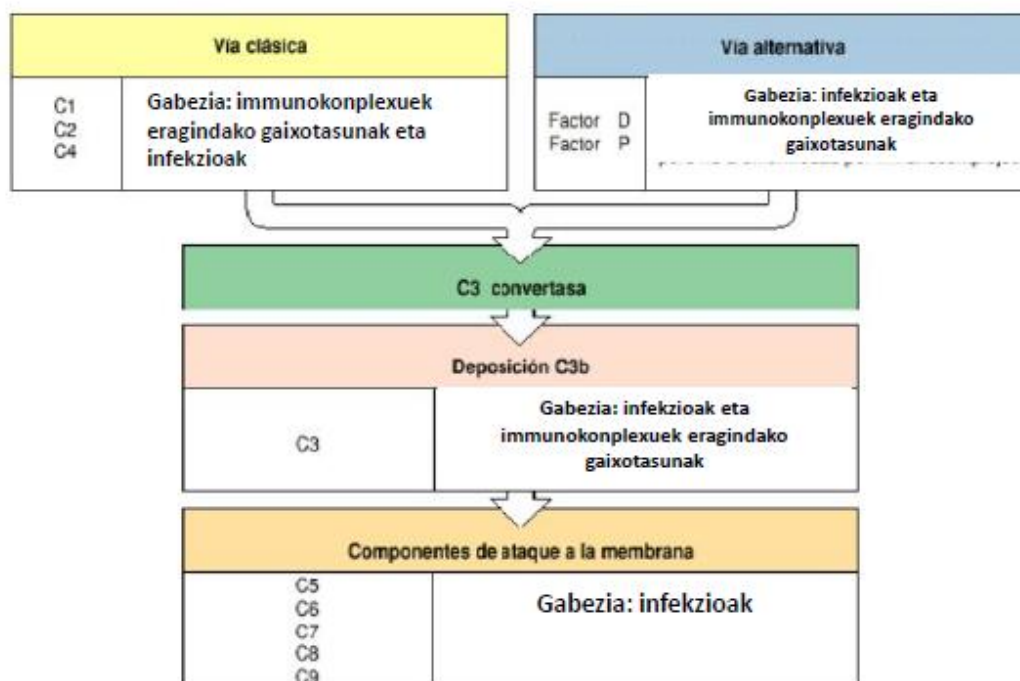 Vía clásica
C1
C2
C4
Gabezia: immunokonplexuek
eragindako gaixotasunak eta
infekzioak
Vía alternativa
Factor D
Factor P
Gabezia: infekzioak eta
immunokonplexuek eragindako
gaixotasunak
C3 convertasa
Deposición C3b
C3
Gabezia: infekzioak eta
immunokonplexuek eragindako
gaixotasunak
Componentes de ataque a la membrana
C5
C6
C7
C8
C9
Gabezia: infekzioak